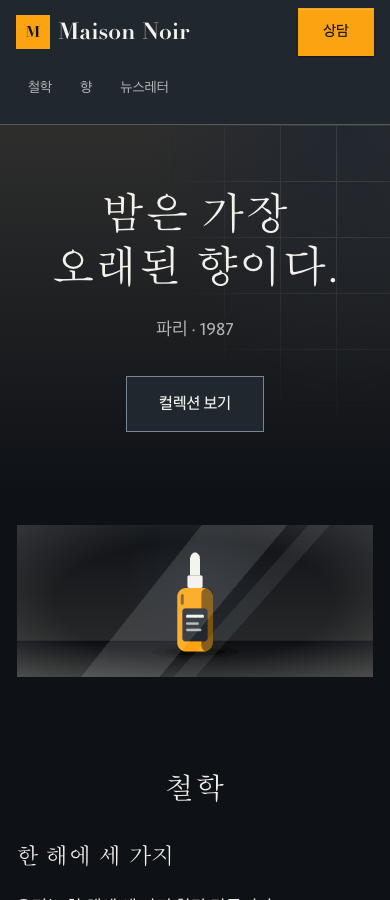 M Maison Noir
상담
철학 향 뉴스레터
밤은 가장
오래된 향이다.
파리 · 1987
컬렉션 보기
철학
한 해에 세 가지